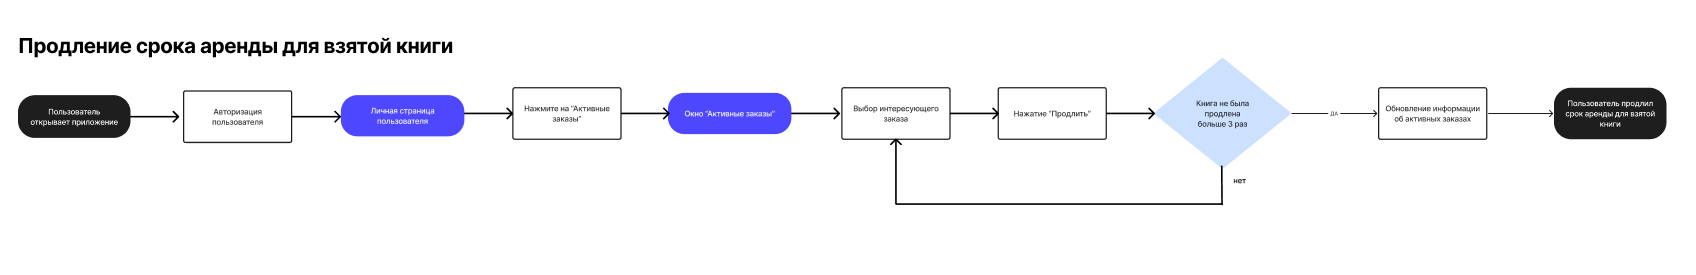 Продление срока аренды для взятой книги
Пользователь
открывает приложение
Авторизация
пользователя
Личная страница
пользователя
Нажмите на "Активные
заказы"
Окно "Активные заказы"
Выбор интересующего
заказа
Нажатие "Продлить"
Книга не была
продлена
больше 3 раз
ДА
нет
Обновление информации
об активных заказах
Пользователь продлил
срок аренды для взятой
книги